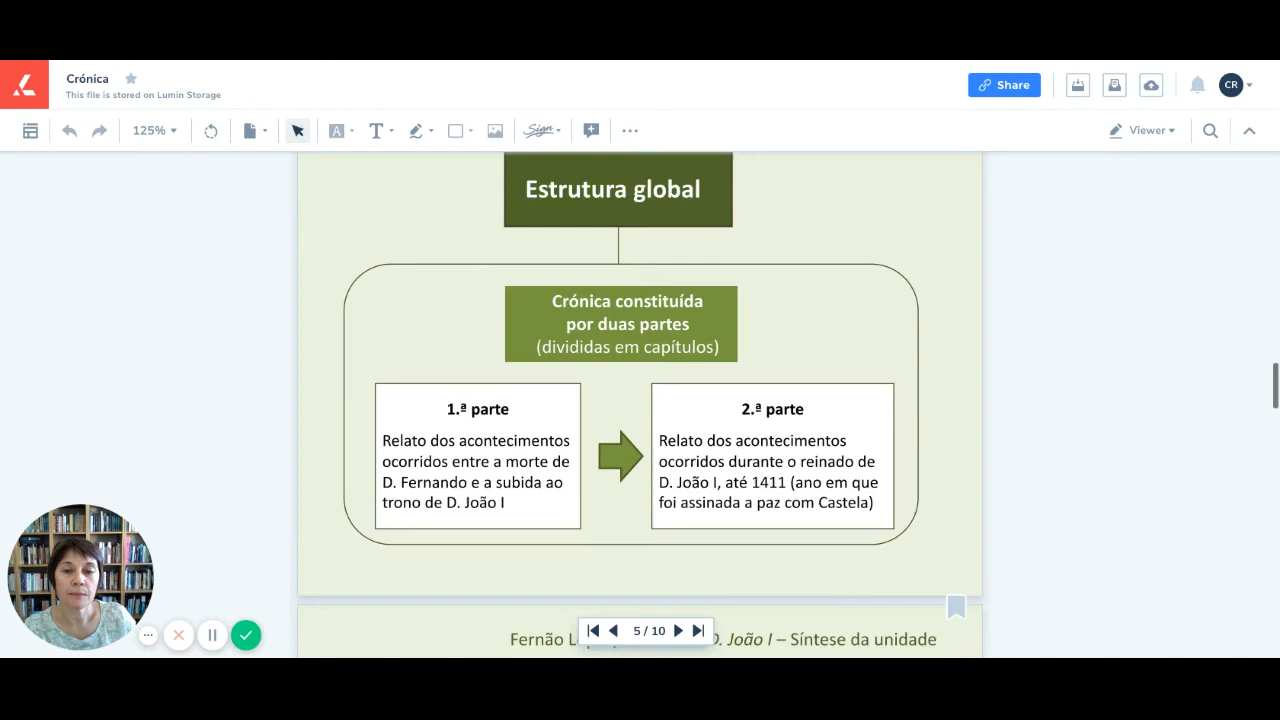 Crónica
This file is stored on Lumin Storage
Share
CR
125%
A
T
Sign
Viewer
Estrutura global
Crónica constituída
por duas partes
(divididas em capítulos)
1.ª parte
Relato dos acontecimentos
ocorridos entre a morte de
D. Fernando e a subida ao
trono de D. João I
2.ª parte
Relato dos acontecimentos
ocorridos durante o reinado de
D. João I, até 1411 (ano em que
foi assinada a paz com Castela)
5 / 10
Fernão D. João I – Síntese da unidade